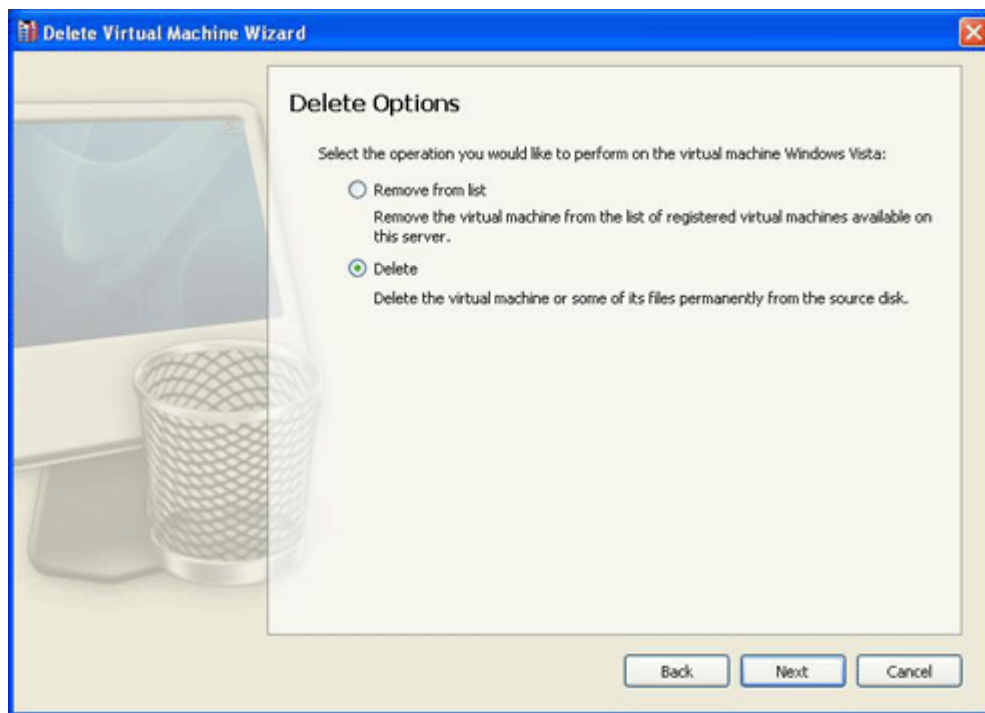 Delete Virtual Machine Wizard
Delete Options
Select the operation you would like to perform on the virtual machine Windows Vista:
Remove from list
Remove the virtual machine from the list of registered virtual machines available on
this server.
Delete
Delete the virtual machine or some of its files permanently from the source disk.
Back
Next
Cancel